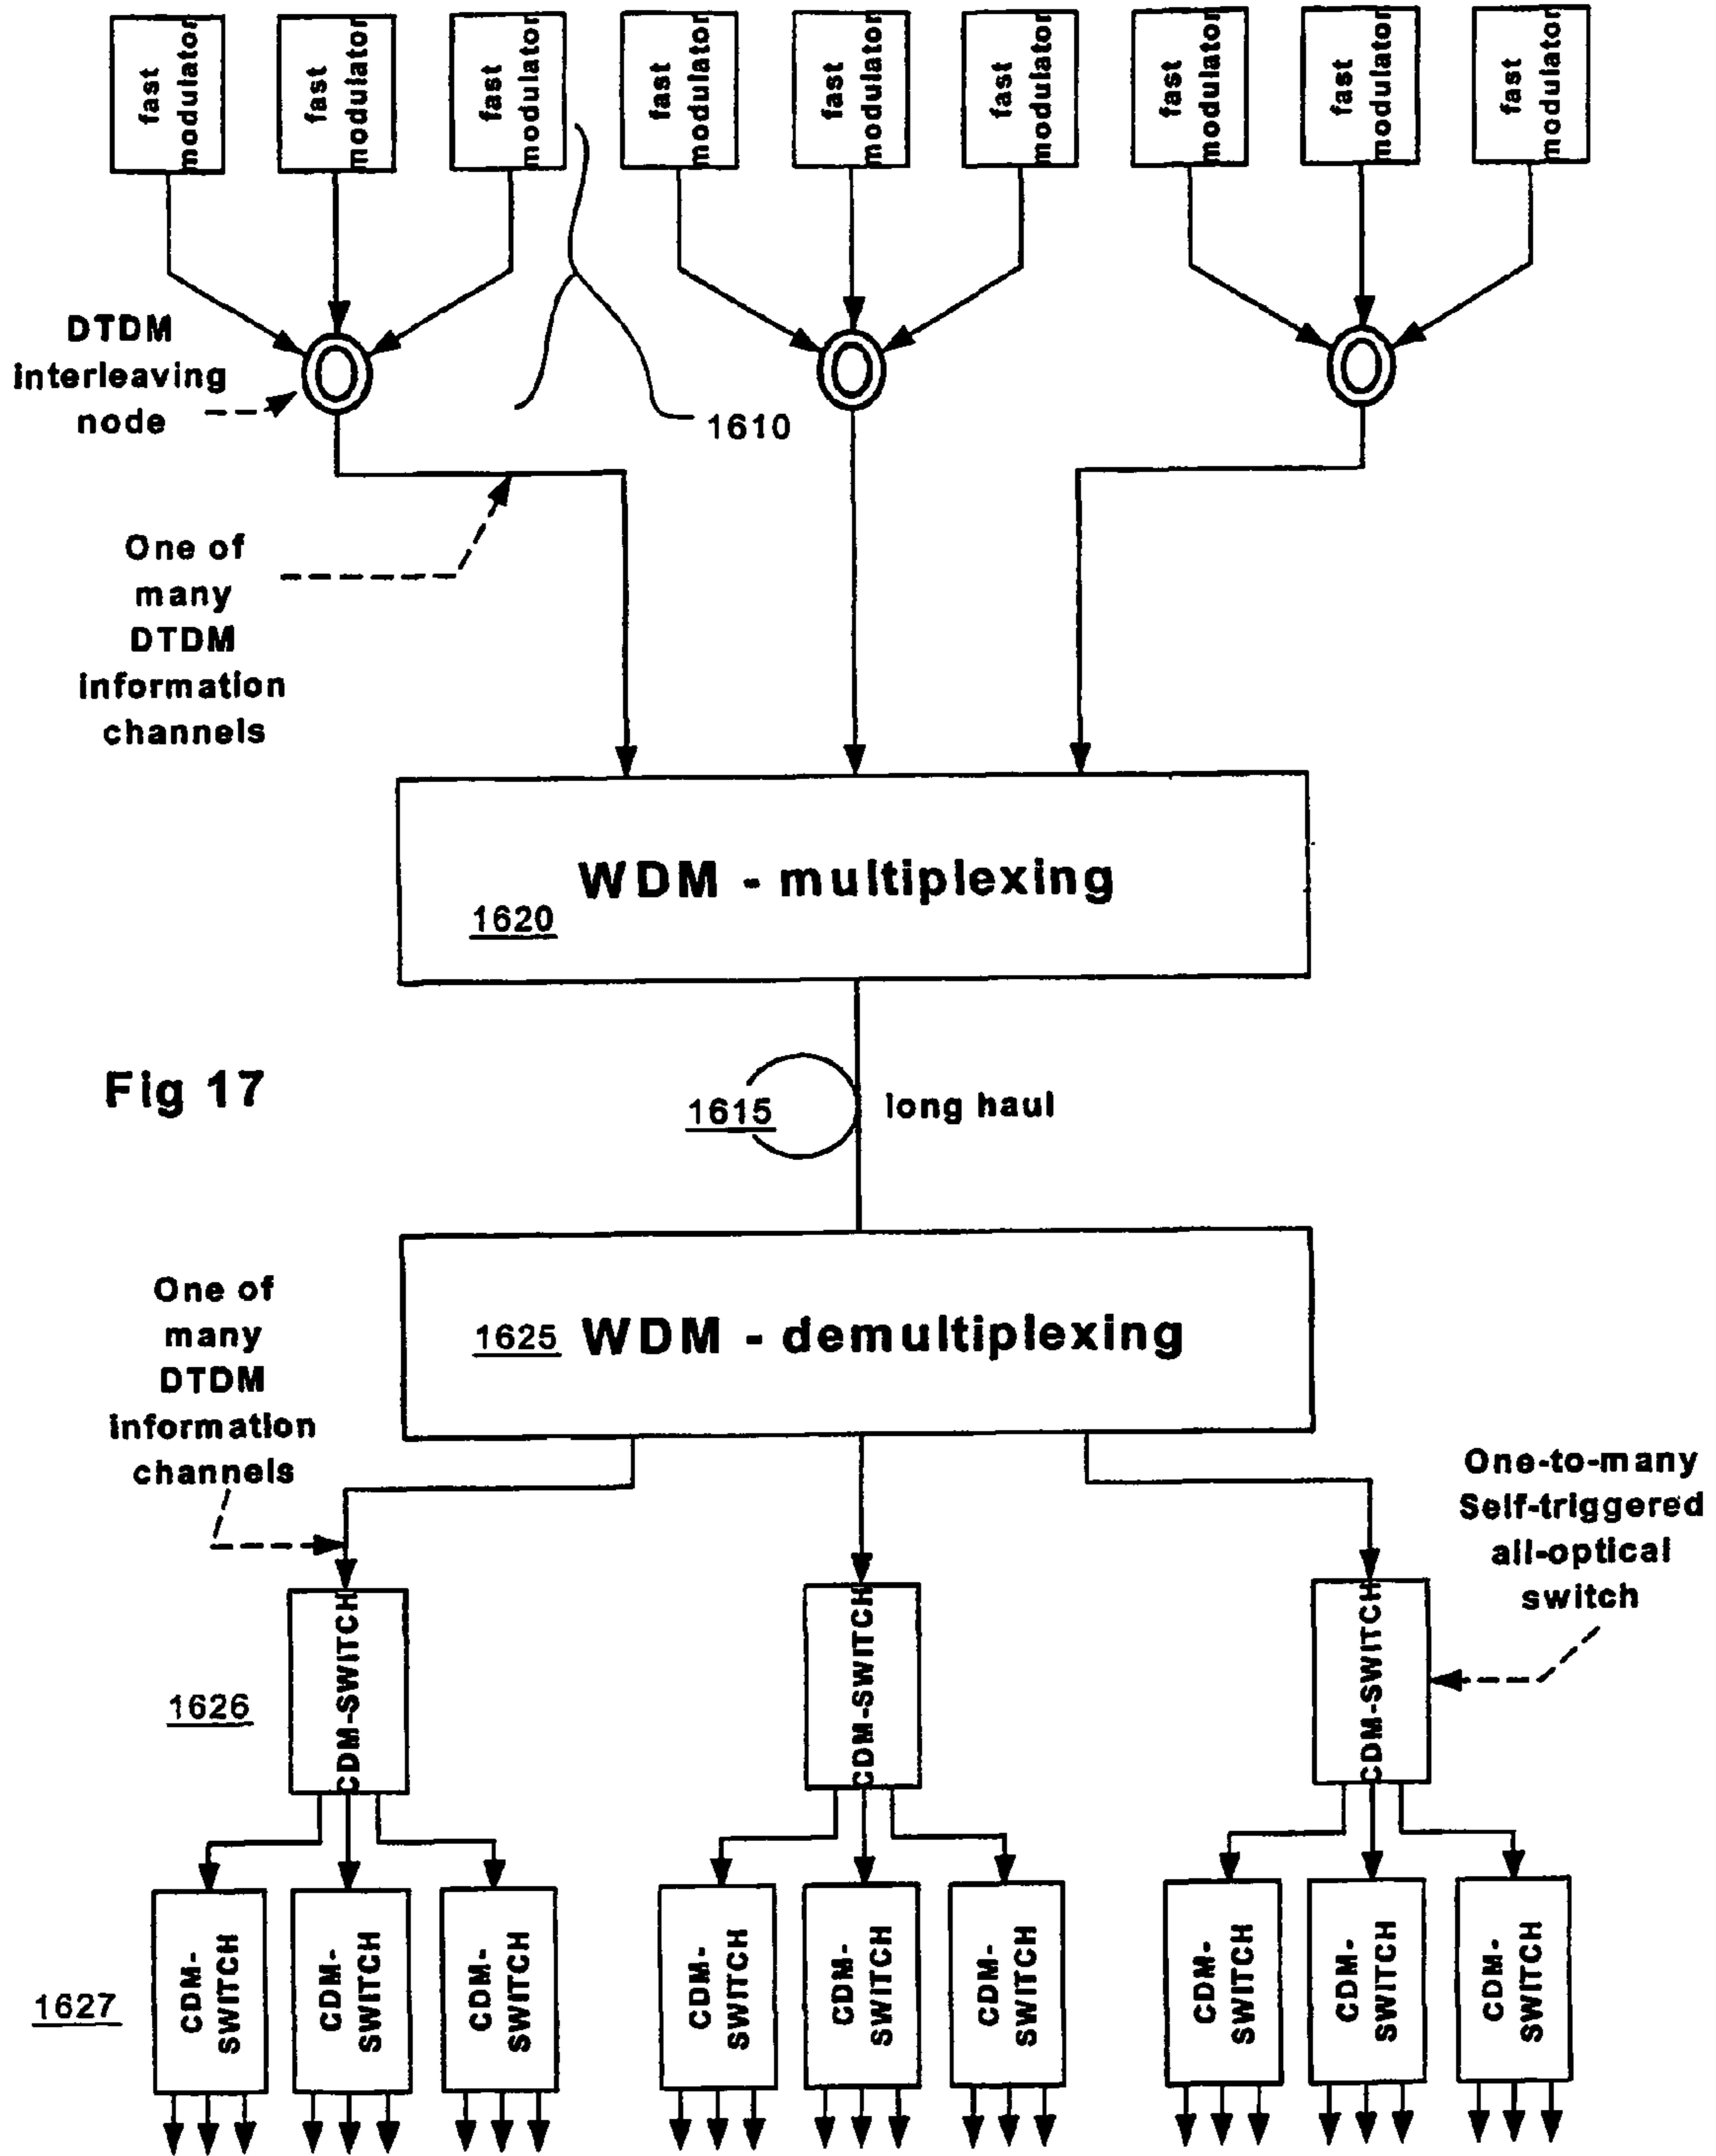 fast
modulator
fast
modulator
fast
modulator
fast
modulator
fast
modulator
fast
modulator
fast
modulator
fast
modulator
fast
modulator
DTDM
interleaving
node
1610
One of
many
DTDM
information
channels
WDM - multiplexing
1620
Fig 17
1615
long haul
1625 WDM - demultiplexing
One of
many
DTDM
information
channels
One-to-many
Self-triggered
all-optical
switch
1626
CDM-SWITCH
CDM-SWITCH
CDM-SWITCH
1627
CDM-
SWITCH
CDM-
SWITCH
CDM-
SWITCH
CDM-
SWITCH
CDM-
SWITCH
CDM-
SWITCH
CDM-
SWITCH
CDM-
SWITCH
CDM-
SWITCH